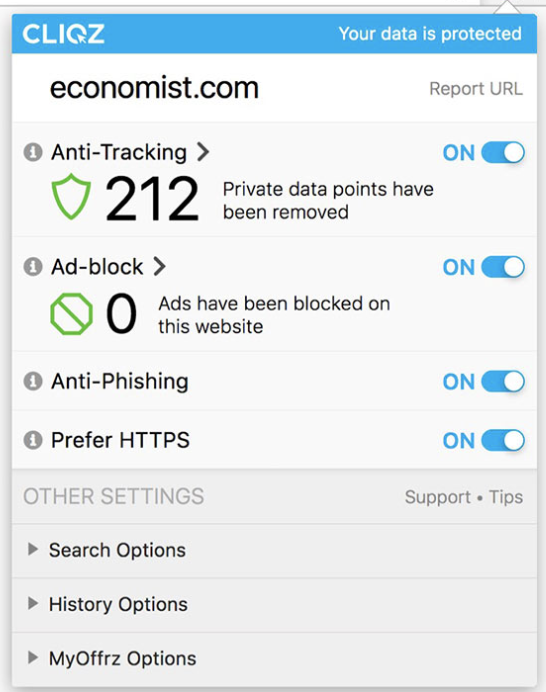 CLIQZ Your data is protected
economist.com Report URL
Anti-Tracking ON
212 Private data points have
been removed
Ad-block ON
0 Ads have been blocked on
this website
Anti-Phishing ON
Prefer HTTPS ON
OTHER SETTINGS Support • Tips
Search Options
History Options
MyOffrz Options